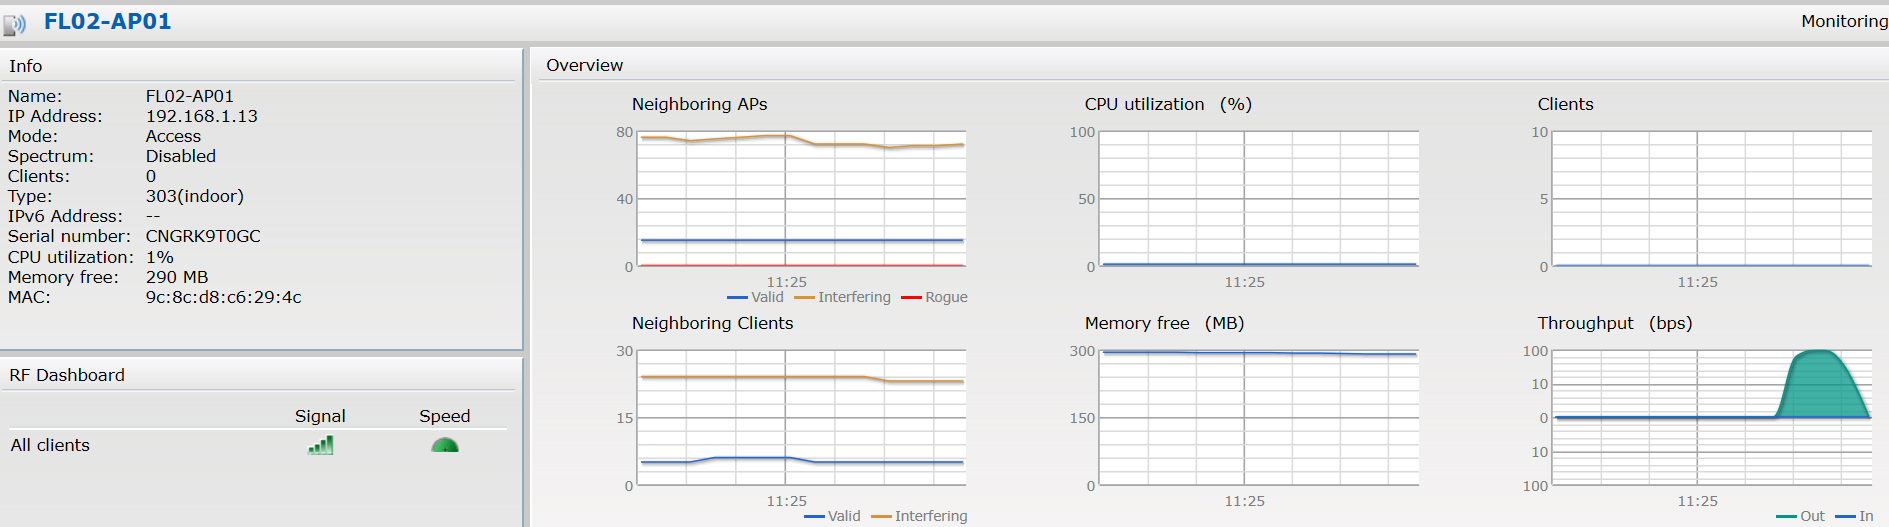 FL02-AP01
Monitoring
Info
Name: FL02-AP01
IP Address: 192.168.1.13
Mode: Access
Spectrum: Disabled
Clients: 0
Type: 303(indoor)
IPv6 Address: --
Serial number: CNGRK9T0GC
CPU utilization: 1%
Memory free: 290 MB
MAC: 9c:8c:d8:c6:29:4c
RF Dashboard
Signal Speed
All clients
Overview
Neighboring APs
80
40
0
11:25
Valid Interfering Rogue
CPU utilization (%)
100
50
0
11:25
Clients
10
5
0
11:25
Neighboring Clients
30
15
0
11:25
Valid Interfering
Memory free (MB)
300
150
0
11:25
Throughput (bps)
100
10
0
10
100
11:25
Out In